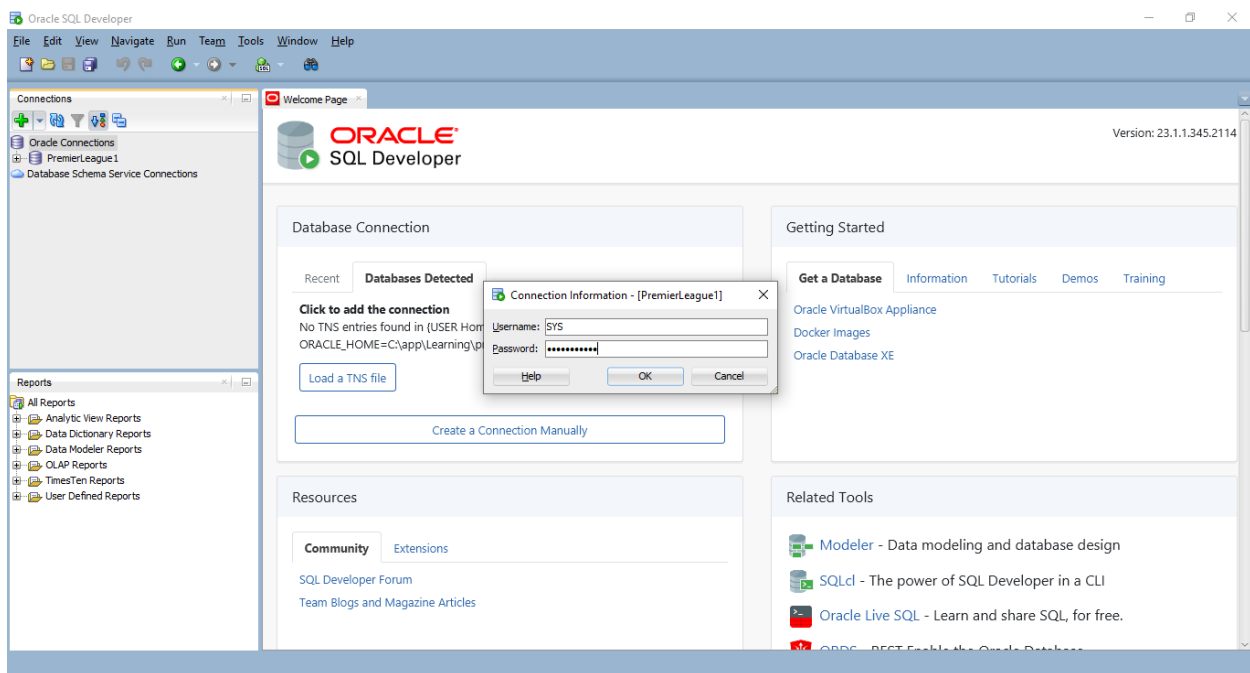 Oracle SQL Developer
File Edit View Navigate Run Team Tools Window Help
Connections
Oracle Connections
PremierLeague1
Database Schema Service Connections
Reports
All Reports
Analytic View Reports
Data Dictionary Reports
Data Modeler Reports
OLAP Reports
TimesTen Reports
User Defined Reports
Welcome Page
ORACLE
SQL Developer
Version: 23.1.1.345.2114
Database Connection
Recent Databases Detected
Click to add the connection
No TNS entries found in (USER Hom
ORACLE_HOME=C:\app\Learning\p
Load a TNS file
Create a Connection Manually
Connection Information - [PremierLeague1]
Username: SYS
Password: •••••••••••
Help OK Cancel
Getting Started
Get a Database Information Tutorials Demos Training
Oracle VirtualBox Appliance
Docker Images
Oracle Database XE
Resources
Community Extensions
SQL Developer Forum
Team Blogs and Magazine Articles
Related Tools
Modeler - Data modeling and database design
SQLcl - The power of SQL Developer in a CLI
Oracle Live SQL - Learn and share SQL, for free.
ORDS - REST Enable the Oracle Database